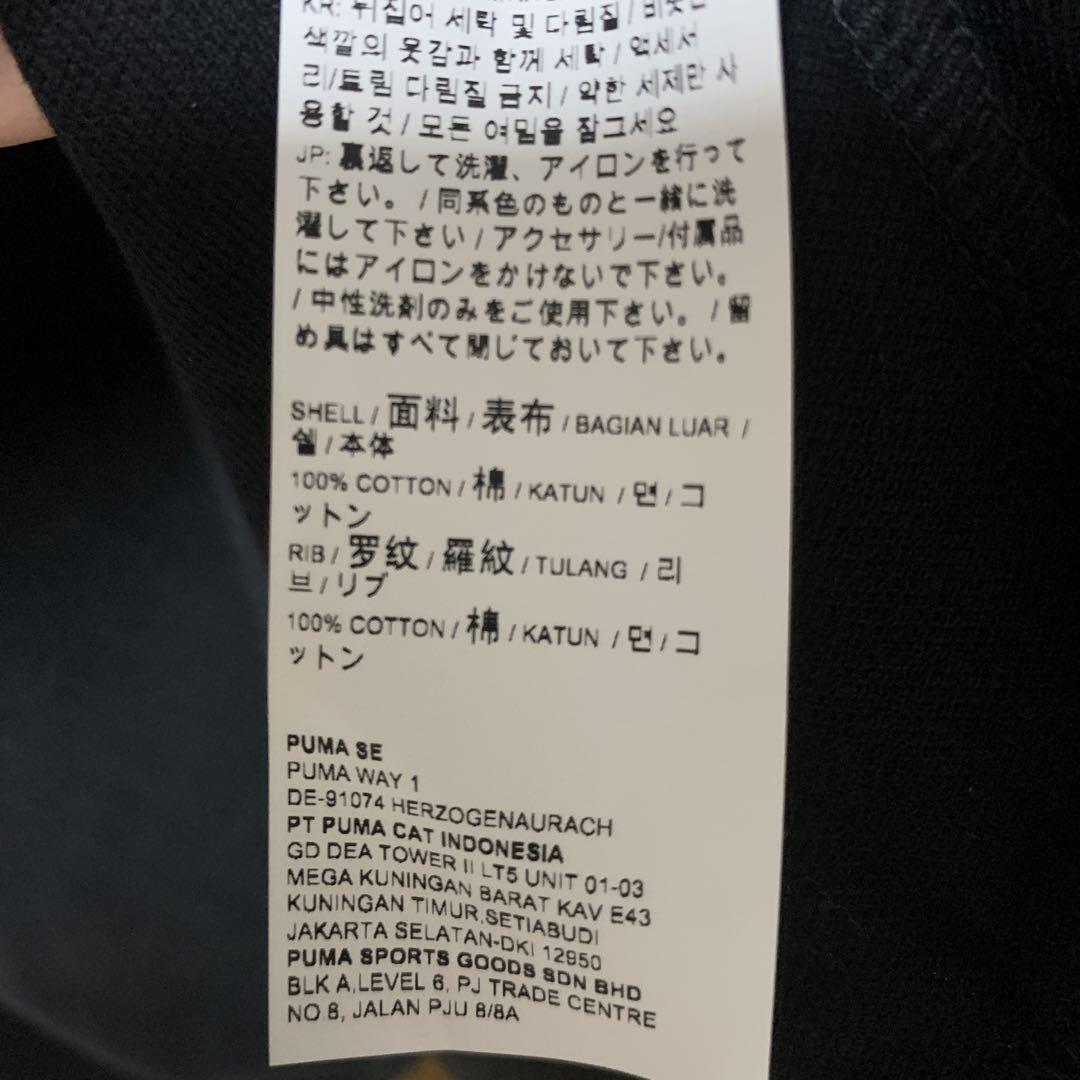 KR: 뒤집어 세탁 및 다림질 / 비슷한
색깔의 옷감과 함께 세탁 / 액세서
리/트림 다림질 금지 / 약한 세제만 사
용할 것 / 모든 여밈을 잠그세요
JP: 裏返して洗濯、アイロンを行って
下さい。 / 同系色のものと一緒に洗
濯して下さい / アクセサリー/付属品
にはアイロンをかけないで下さい。
/ 中性洗剤のみをご使用下さい。 / 留
め具はすべて閉じておいて下さい。
SHELL / 面料 / 表布 / BAGIAN LUAR /
쉘 / 本体
100% COTTON / 棉 / KATUN / 면 / コ
ットン
RIB / 罗纹 / 羅紋 / TULANG / 리
브 / リブ
100% COTTON / 棉 / KATUN / 면 / コ
ットン
PUMA SE
PUMA WAY 1
DE-91074 HERZOGENAURACH
PT PUMA CAT INDONESIA
GD DEA TOWER II LT5 UNIT 01-03
MEGA KUNINGAN BARAT KAV E43
KUNINGAN TIMUR,SETIABUDI
JAKARTA SELATAN-DKI 12950
PUMA SPORTS GOODS SDN BHD
BLK A,LEVEL 6, PJ TRADE CENTRE
NO 8, JALAN PJU 8/8A